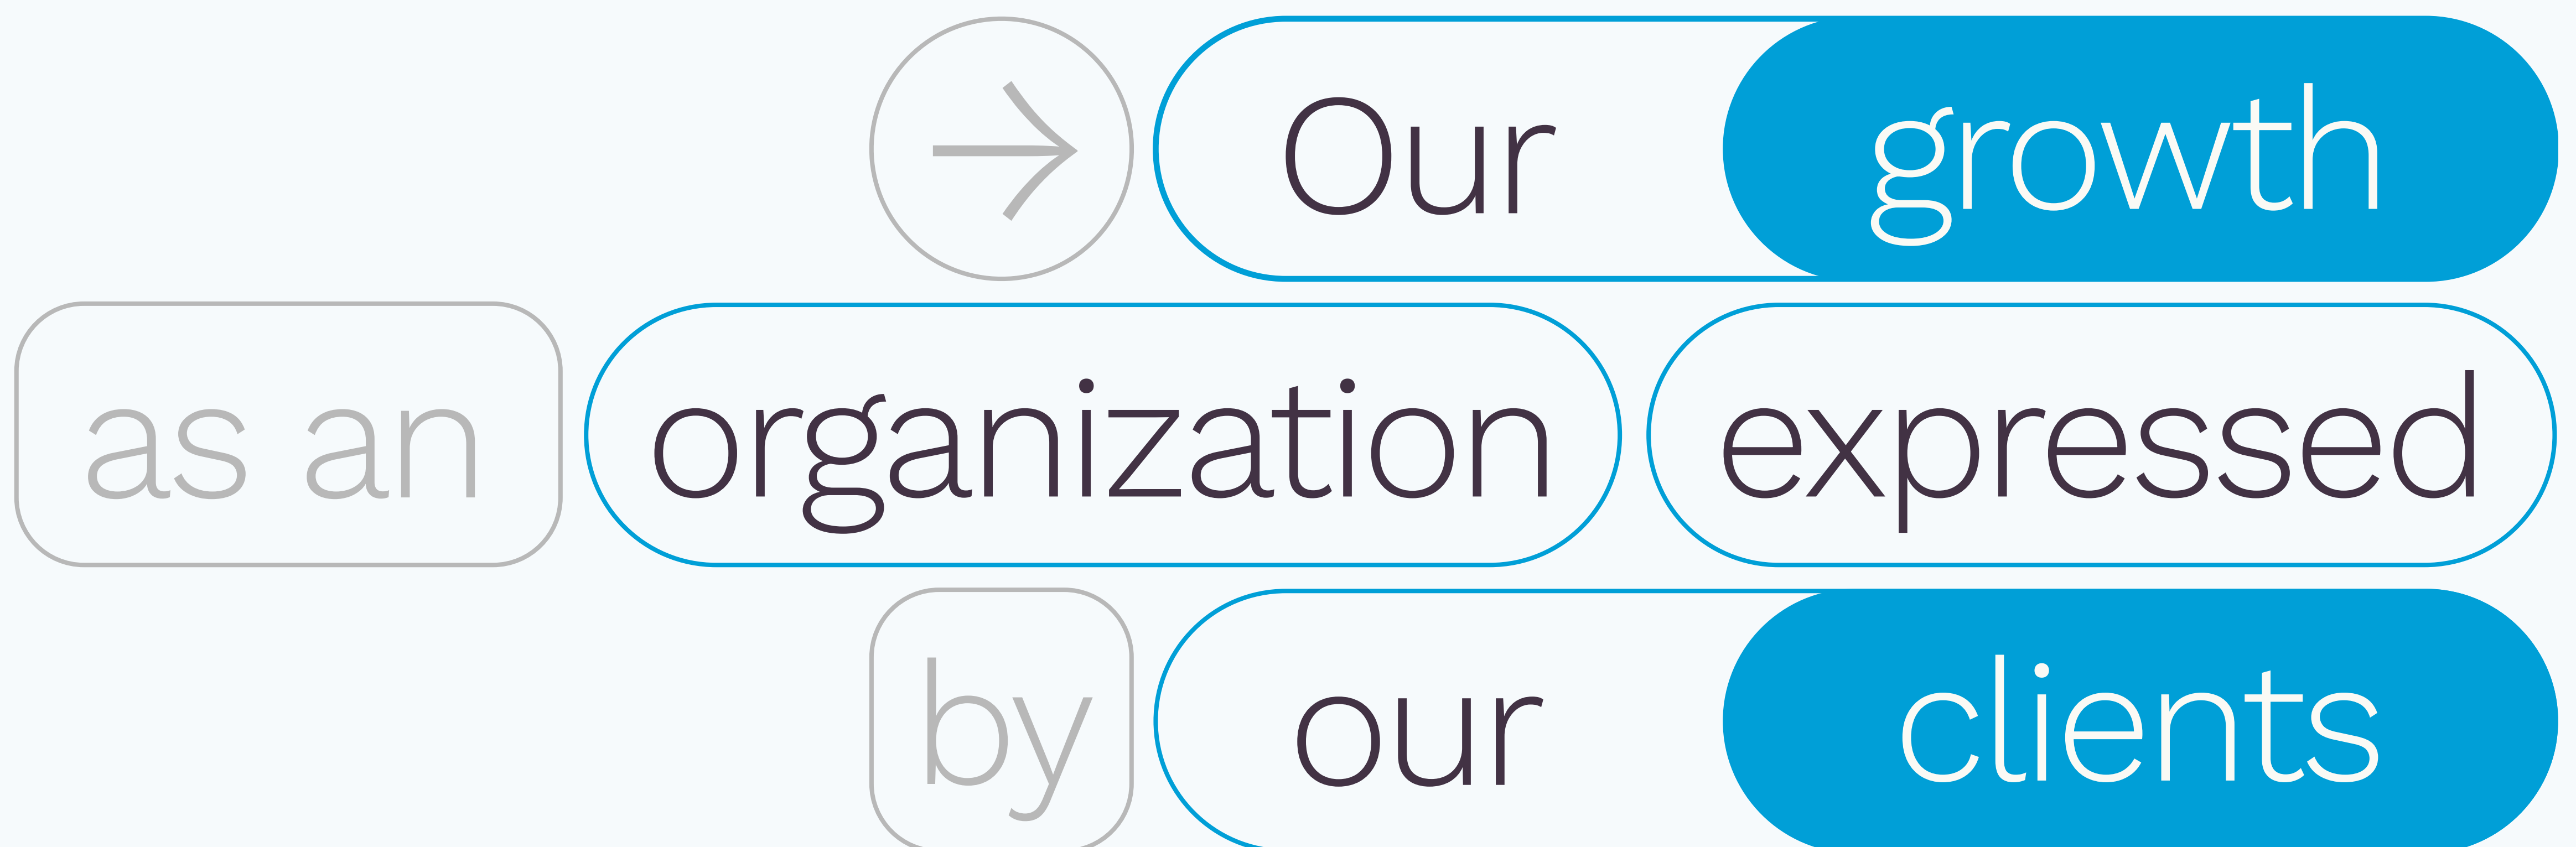 → Our growth
as an organization expressed
by our clients